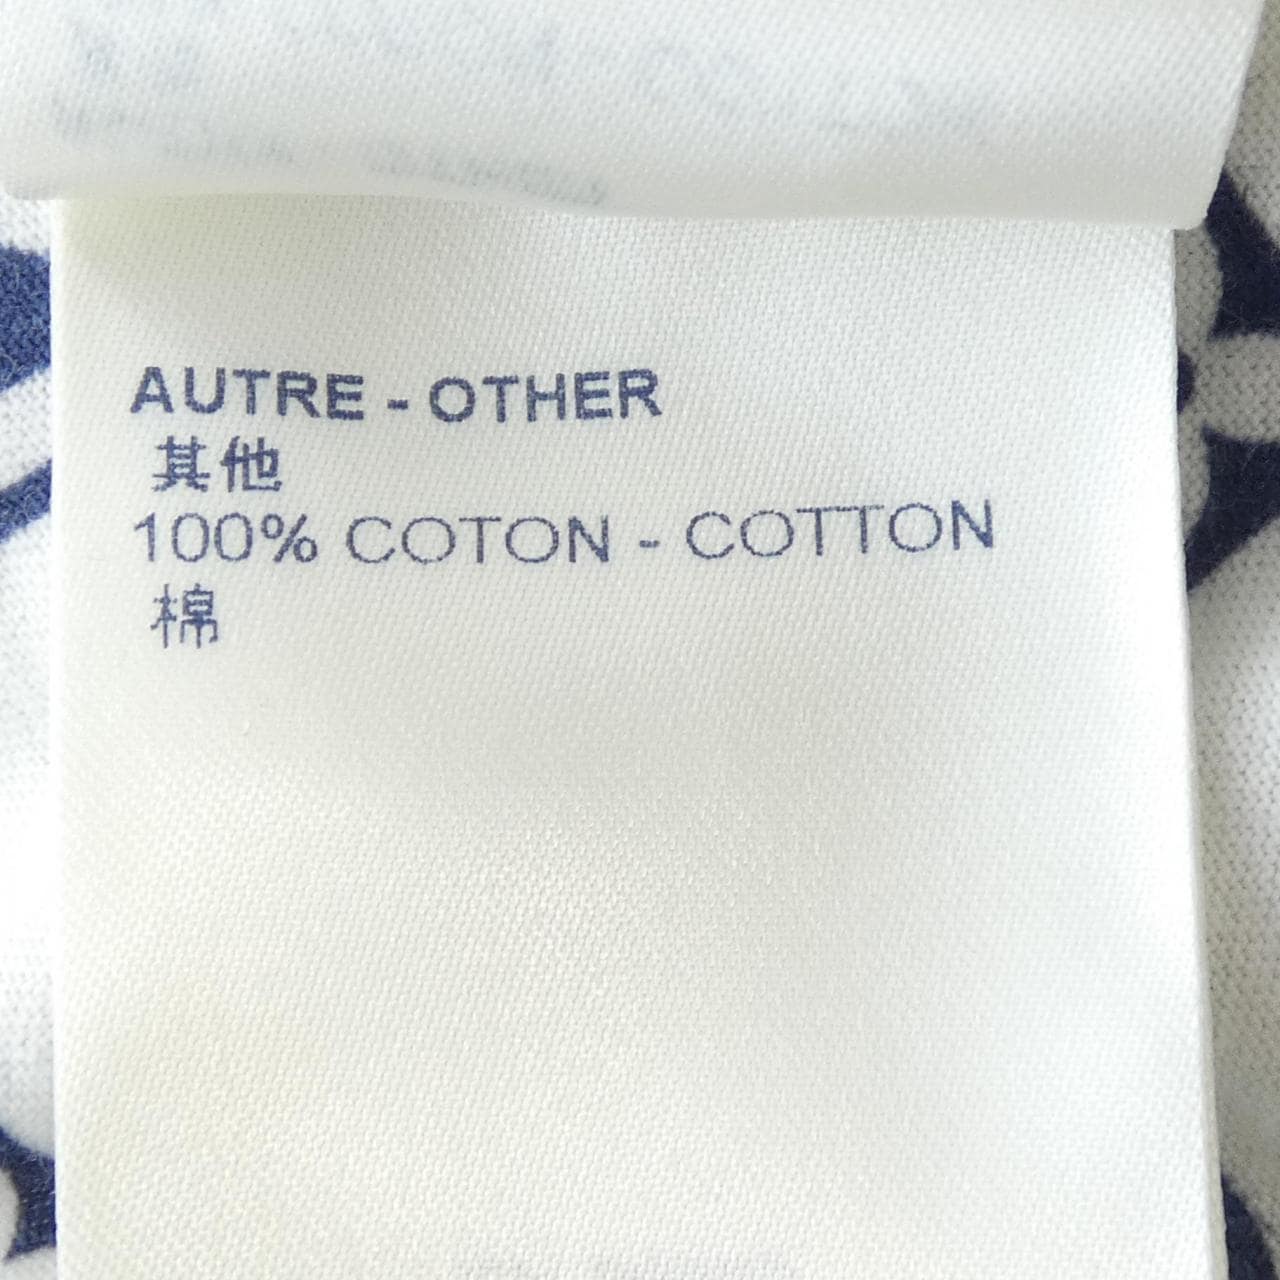 AUTRE - OTHER
其他
100% COTON - COTTON
棉